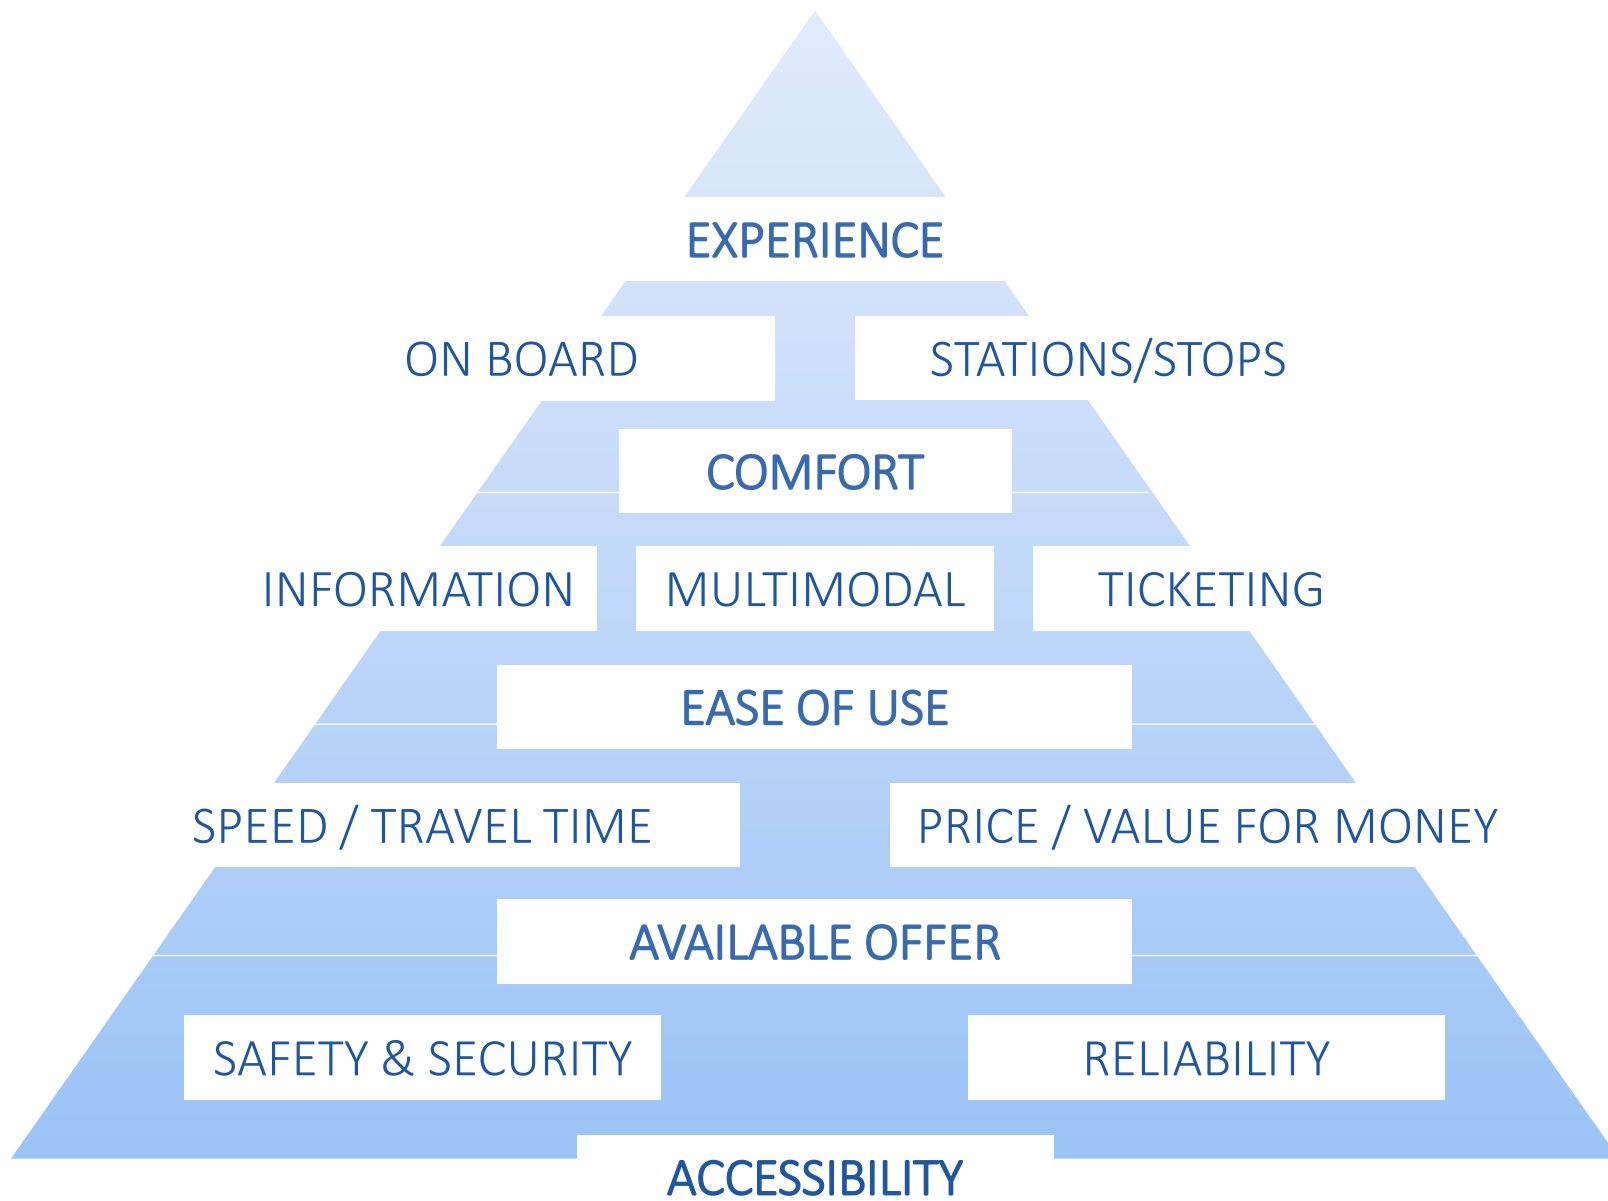 EXPERIENCE
ON BOARD
STATIONS/STOPS
COMFORT
INFORMATION
MULTIMODAL
TICKETING
EASE OF USE
SPEED / TRAVEL TIME
PRICE / VALUE FOR MONEY
AVAILABLE OFFER
SAFETY & SECURITY
RELIABILITY
ACCESSIBILITY